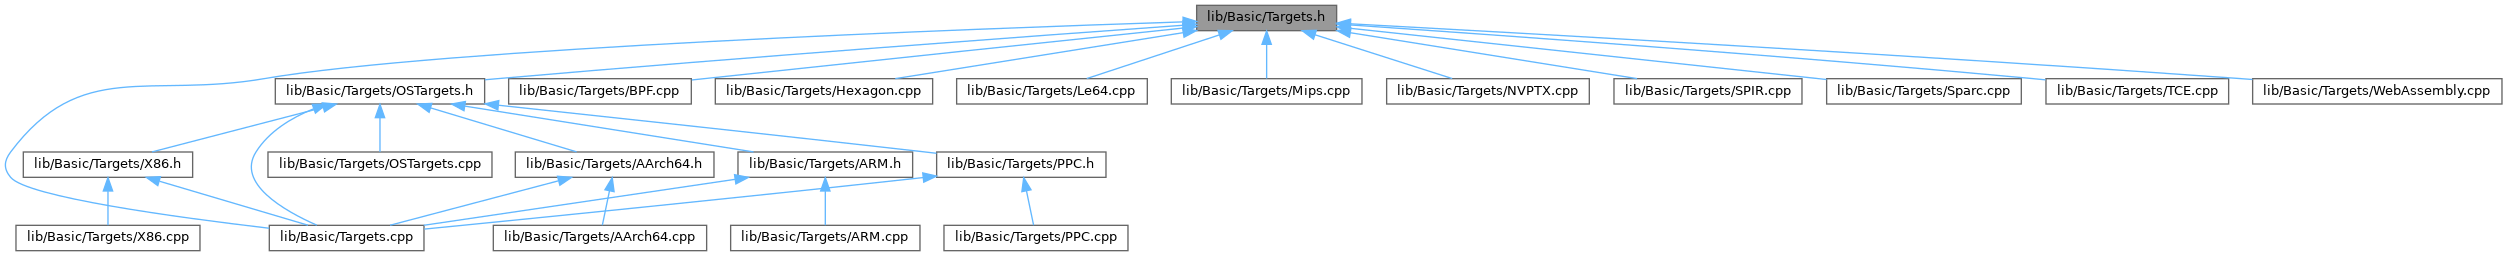 lib/Basic/Targets.h
lib/Basic/Targets/OSTargets.h
lib/Basic/Targets/BPF.cpp
lib/Basic/Targets/Hexagon.cpp
lib/Basic/Targets/Le64.cpp
lib/Basic/Targets/Mips.cpp
lib/Basic/Targets/NVPTX.cpp
lib/Basic/Targets/SPIR.cpp
lib/Basic/Targets/Sparc.cpp
lib/Basic/Targets/TCE.cpp
lib/Basic/Targets/WebAssembly.cpp
lib/Basic/Targets/X86.h
lib/Basic/Targets/OSTargets.cpp
lib/Basic/Targets/AArch64.h
lib/Basic/Targets/ARM.h
lib/Basic/Targets/PPC.h
lib/Basic/Targets/X86.cpp
lib/Basic/Targets.cpp
lib/Basic/Targets/AArch64.cpp
lib/Basic/Targets/ARM.cpp
lib/Basic/Targets/PPC.cpp